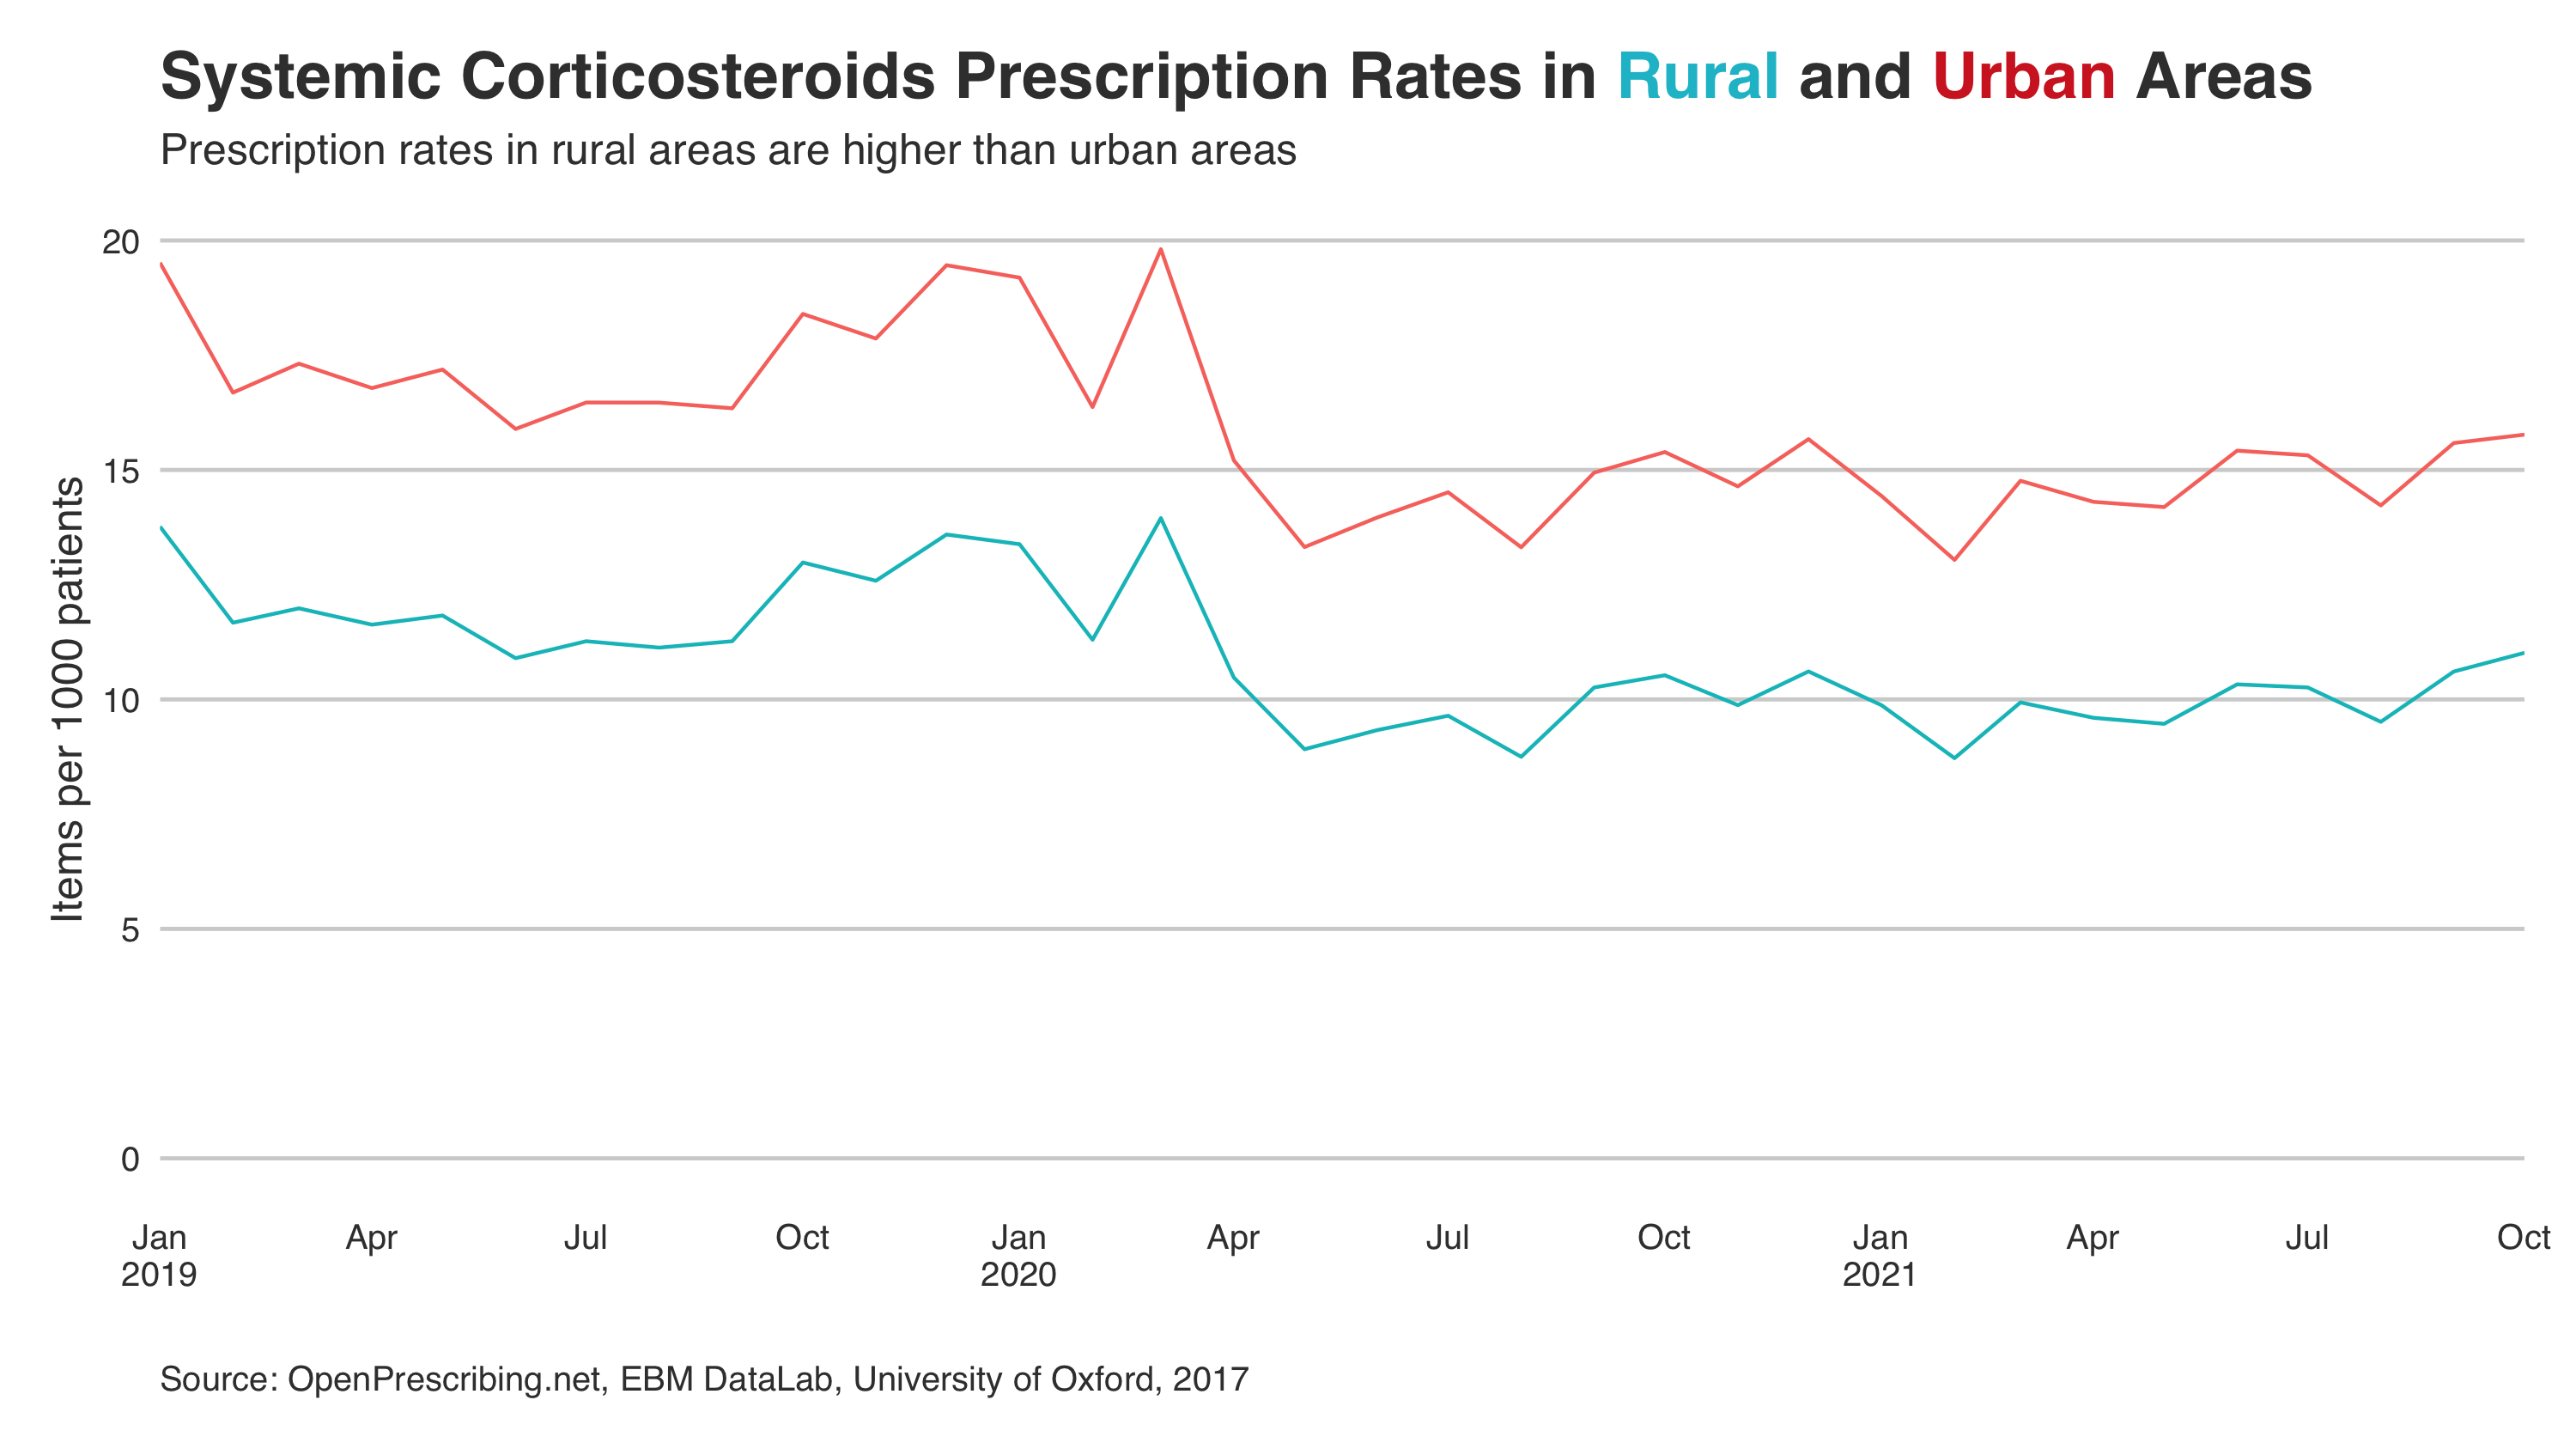 Systemic Corticosteroids Prescription Rates in Rural and Urban Areas
Prescription rates in rural areas are higher than urban areas
Items per 1000 patients
20
15
10
5
0
Jan Apr Jul Oct Jan Apr Jul Oct Jan Apr Jul Oct
2019 2020 2021
Source: OpenPrescribing.net, EBM DataLab, University of Oxford, 2017